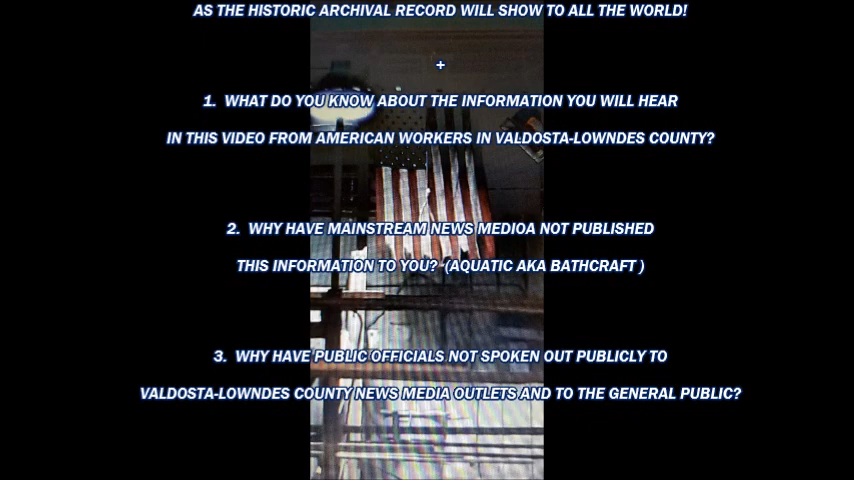 AS THE HISTORIC ARCHIVAL RECORD WILL SHOW TO ALL THE WORLD!
+
1. WHAT DO YOU KNOW ABOUT THE INFORMATION YOU WILL HEAR
IN THIS VIDEO FROM AMERICAN WORKERS IN VALDOSTA-LOWNDES COUNTY?
2. WHY HAVE MAINSTREAM NEWS MEDIOA NOT PUBLISHED
THIS INFORMATION TO YOU? (AQUATIC AKA BATHCRAFT )
3. WHY HAVE PUBLIC OFFICIALS NOT SPOKEN OUT PUBLICLY TO
VALDOSTA-LOWNDES COUNTY NEWS MEDIA OUTLETS AND TO THE GENERAL PUBLIC?